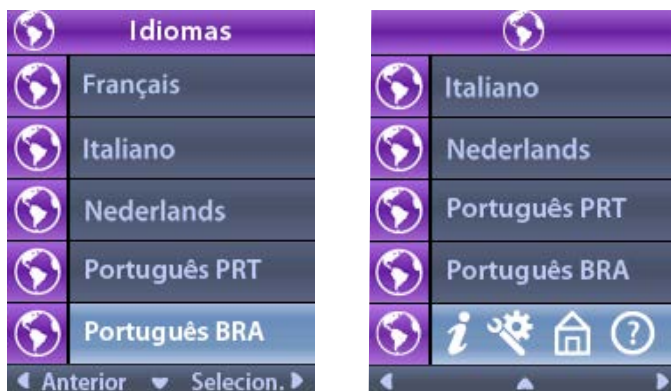 Idiomas
Français
Italiano
Nederlands
Português PRT
Português BRA
Anterior Selecion.
Italiano
Nederlands
Português PRT
Português BRA